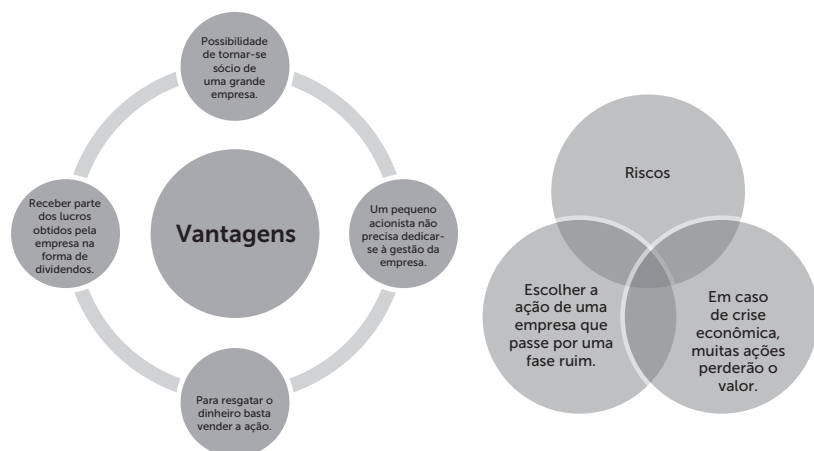 Possibilidade
de tornar-se
sócio de
uma grande
empresa.
Receber parte
dos lucros
obtidos pela
empresa na
forma de
dividendos.
Vantagens
Um pequeno
acionista não
precisa dedicar-
se à gestão da
empresa.
Para resgatar o
dinheiro basta
vender a ação.
Riscos
Escolher a
ação de uma
empresa que
passe por uma
fase ruim.
Em caso
de crise
econômica,
muitas ações
perderão o
valor.